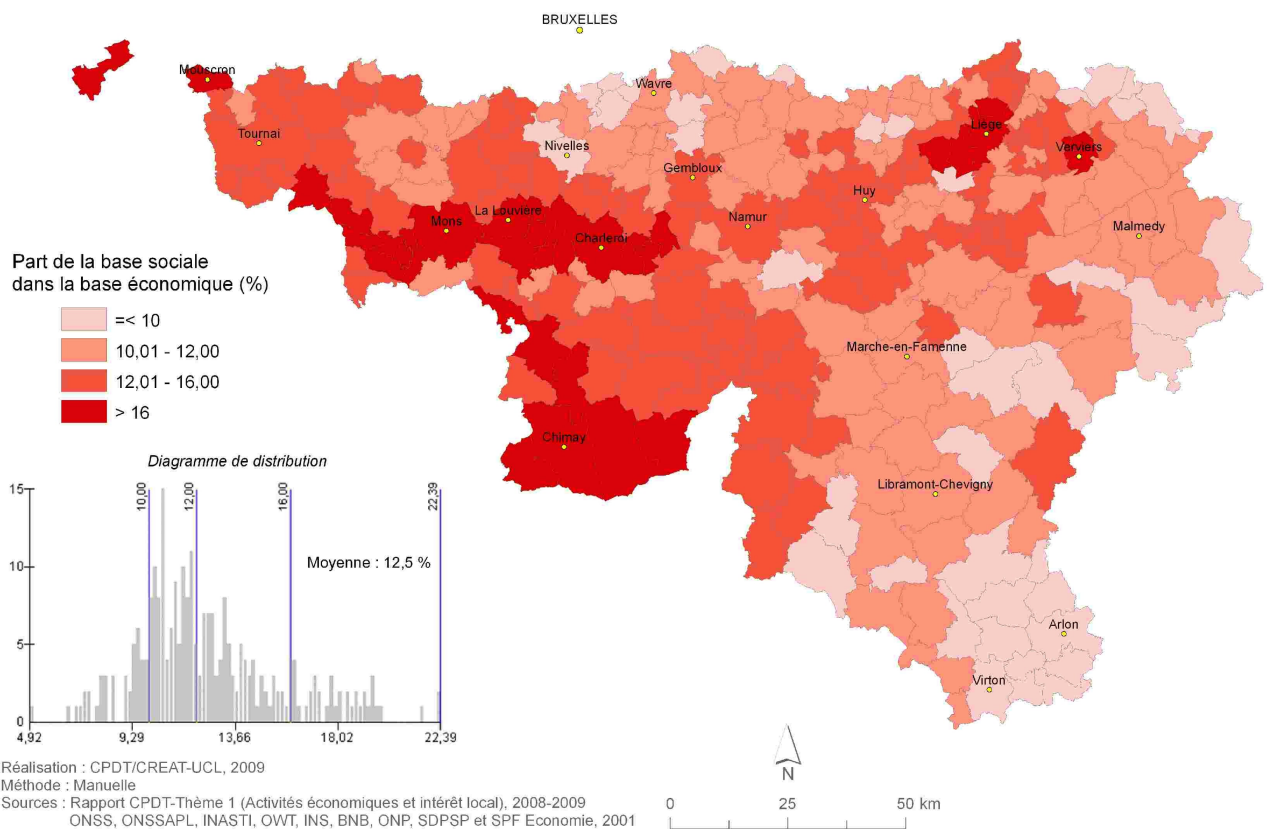 BRUXELLES
Mouscron
Wavre
Tournai
Liège
Nivelles
Verviers
Gembloux
Huy
La Louvière
Mons
Namur
Charleroi
Malmedy
Part de la base sociale
dans la base économique (%)
=< 10
10,01 - 12,00
12,01 - 16,00
> 16
Marche-en-Famenne
Chimay
Libramont-Chevigny
Arlon
Virton
Diagramme de distribution
10,00
12,00
16,00
22,39
15
10
5
0
Moyenne : 12,5 %
4,92
9,29
13,66
18,02
22,39
N
0
25
50 km
Réalisation : CPDT/CREAT-UCL, 2009
Méthode : Manuelle
Sources : Rapport CPDT-Thème 1 (Activités économiques et intérêt local), 2008-2009
ONSS, ONSSAPL, INASTI, OWT, INS, BNB, ONP, SDPSP et SPF Economie, 2001